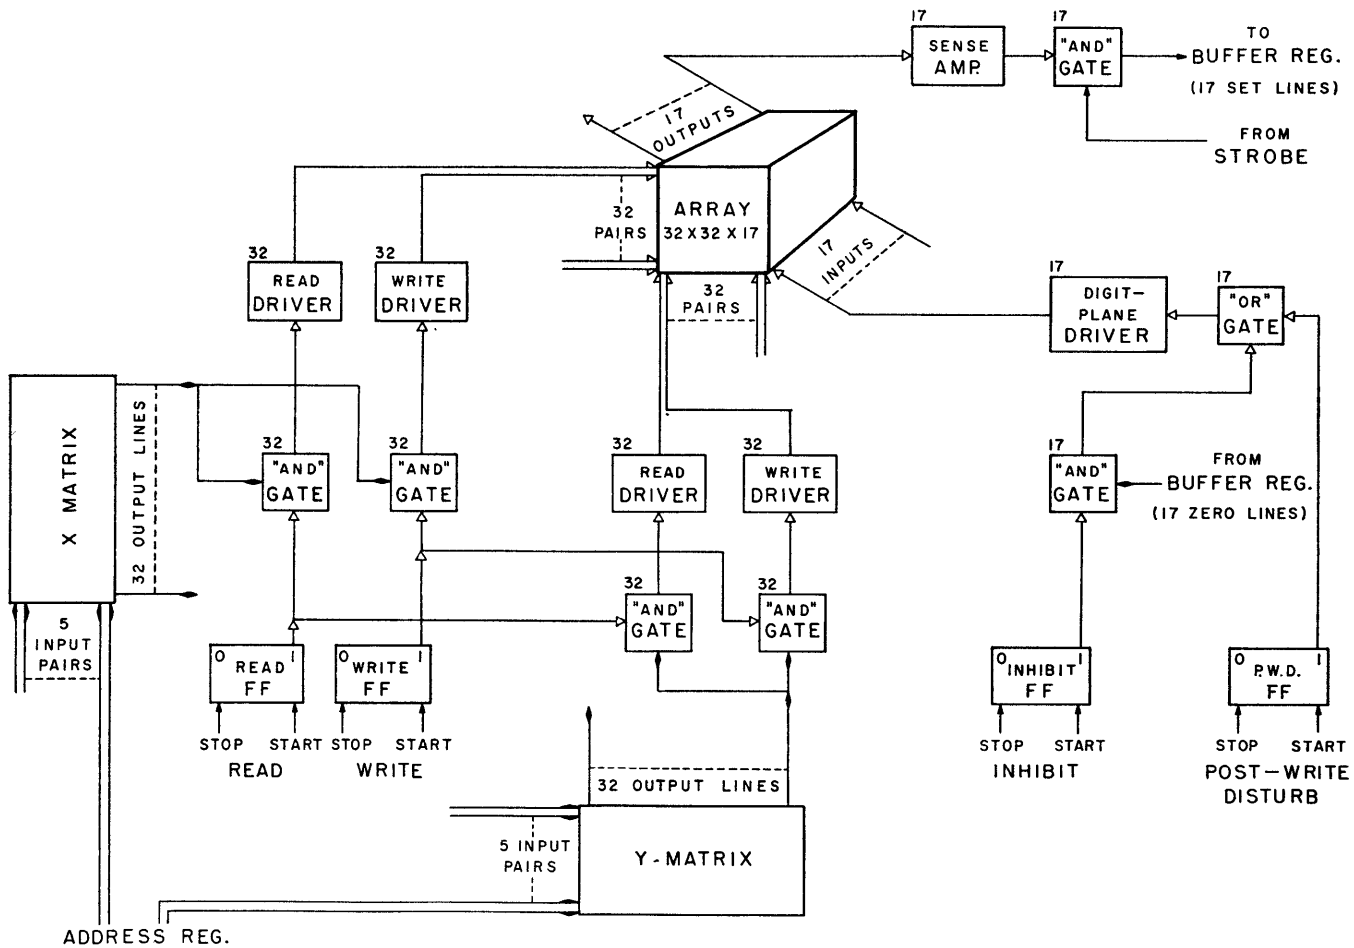 17
SENSE
AMP.
17
"AND"
GATE
TO
BUFFER REG.
(17 SET LINES)
FROM
STROBE
17
OUTPUTS
ARRAY
32X32X17
32
PAIRS
17
INPUTS
32
PAIRS
32
READ
DRIVER
32
WRITE
DRIVER
17
DIGIT-
PLANE
DRIVER
17
"OR"
GATE
X MATRIX
32 OUTPUT LINES
32
"AND"
GATE
32
"AND"
GATE
32
READ
DRIVER
32
WRITE
DRIVER
17
"AND"
GATE
FROM
BUFFER REG.
(17 ZERO LINES)
32
"AND"
GATE
32
"AND"
GATE
5
INPUT
PAIRS
0 1
READ
FF
0 1
WRITE
FF
0 1
INHIBIT
FF
0 1
P.W.D.
FF
STOP START
READ
STOP START
WRITE
STOP START
INHIBIT
STOP START
POST-WRITE
DISTURB
32 OUTPUT LINES
5 INPUT
PAIRS
Y-MATRIX
ADDRESS REG.